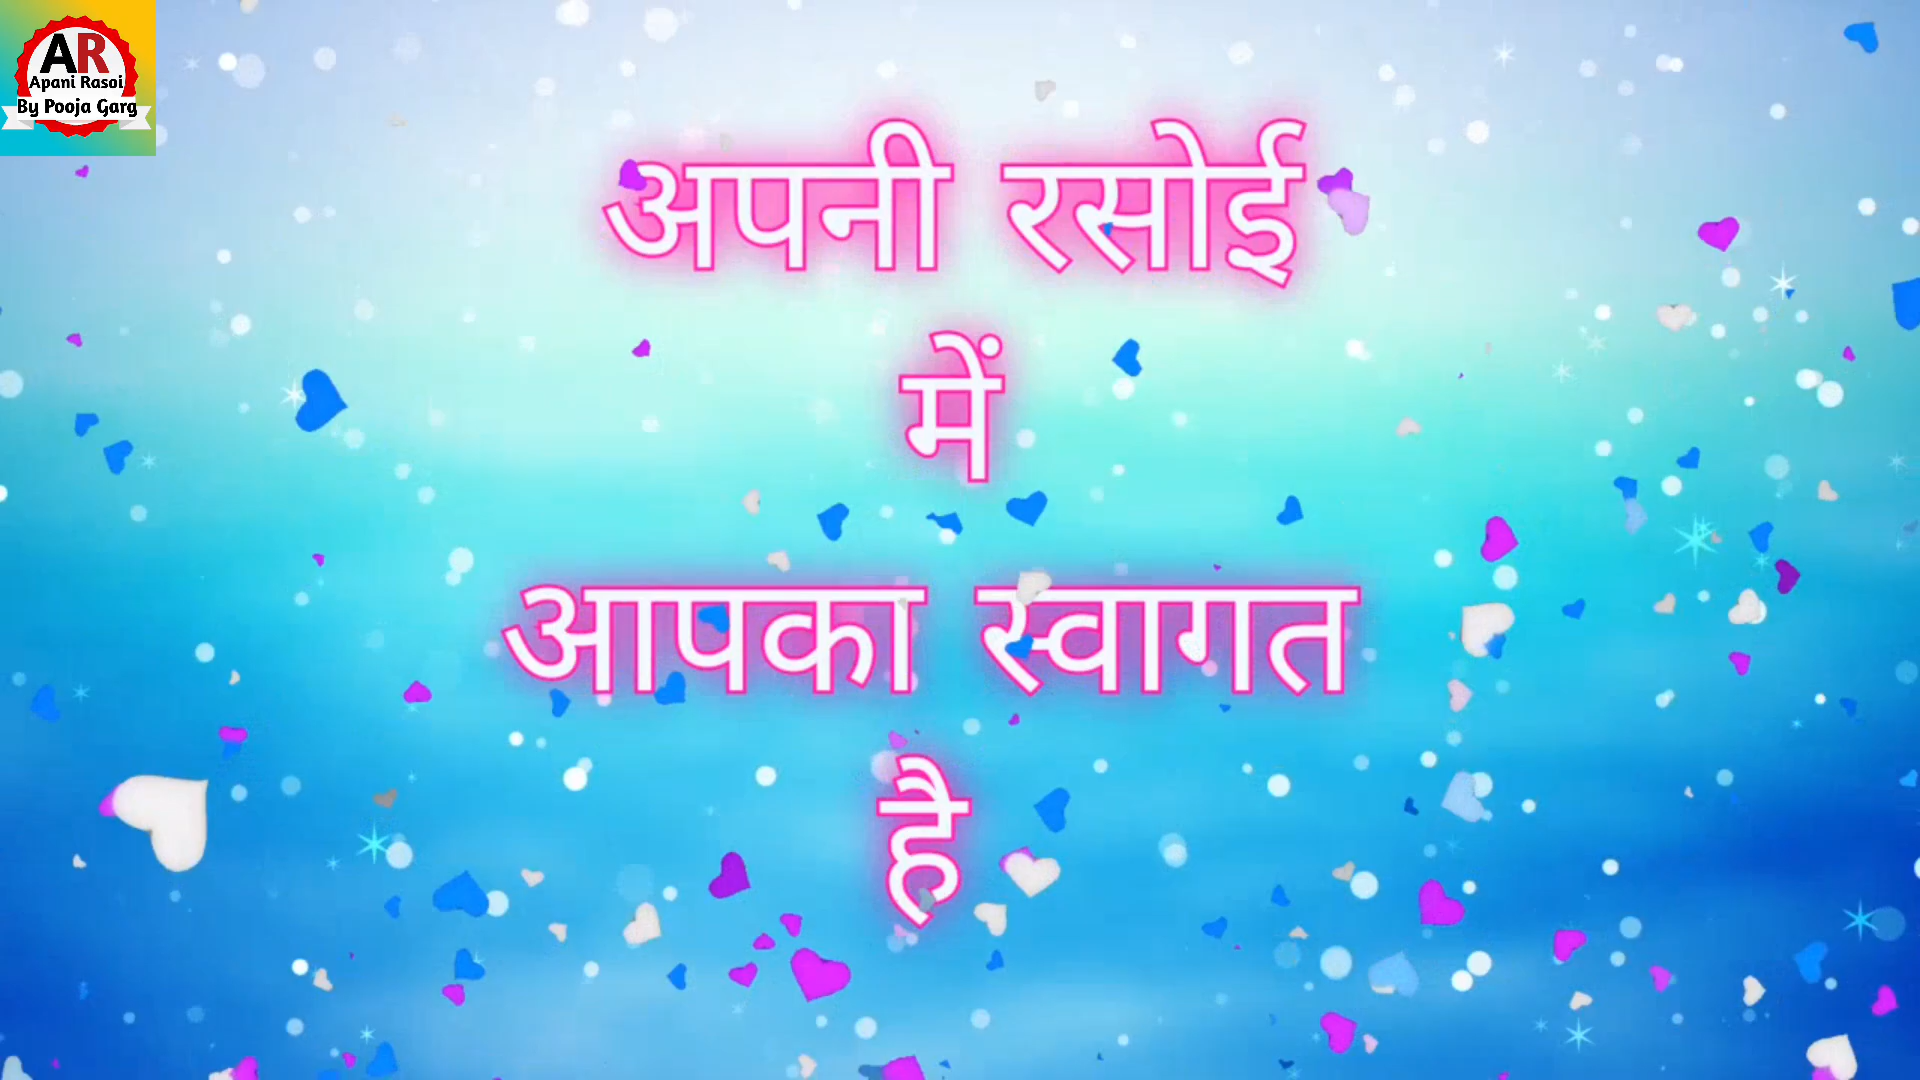 AR
Apani Rasoi
By Pooja Garg
अपनी रसोई
में
आपका स्वागत
है